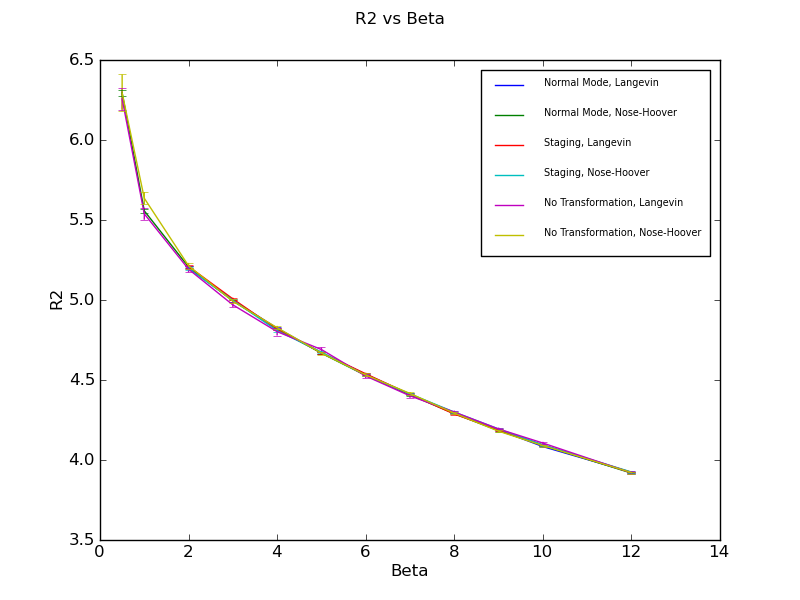 R2 vs Beta
6.5
6.0
5.5
5.0
4.5
4.0
3.5
R2
Normal Mode, Langevin
Normal Mode, Nose-Hoover
Staging, Langevin
Staging, Nose-Hoover
No Transformation, Langevin
No Transformation, Nose-Hoover
0 2 4 6 8 10 12 14
Beta